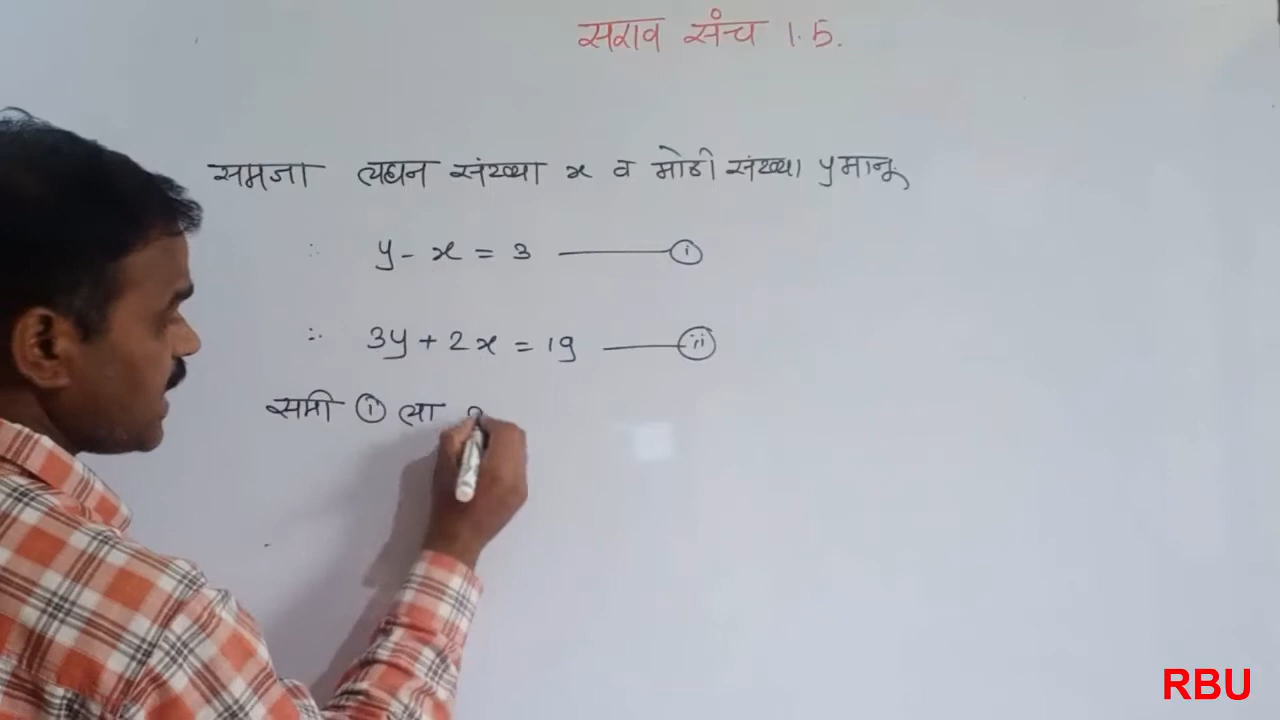 सराव संच 1.5.
समजा लहान संख्या x व मोठी संख्या y मानू
∴ y - x = 3 ——— (i)
∴ 3y + 2x = 19 ——— (ii)
समी (i) ला
RBU